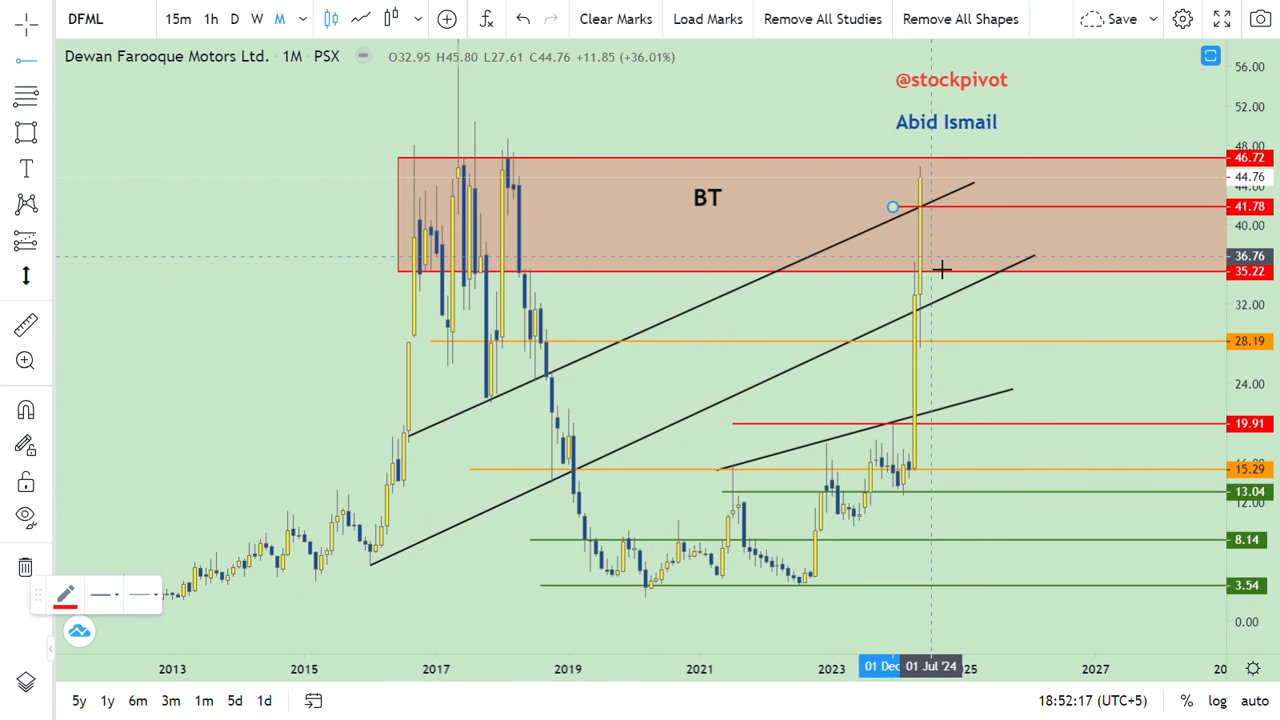 DFML 15m 1h D W M Clear Marks Load Marks Remove All Studies Remove All Shapes Save
Dewan Farooque Motors Ltd. · 1M · PSX O32.95 H45.80 L27.61 C44.76 +11.85 (+36.01%)
@stockpivot
Abid Ismail
BT
56.00
52.00
48.00
46.72
44.76
44.00
41.78
40.00
36.76
35.22
32.00
28.19
24.00
19.91
15.29
13.04
12.00
8.14
3.54
0.00
2013 2015 2017 2019 2021 2023 01 Dec 01 Jul '24 2027 20
5y 1y 6m 3m 1m 5d 1d 18:52:17 (UTC+5) % log auto